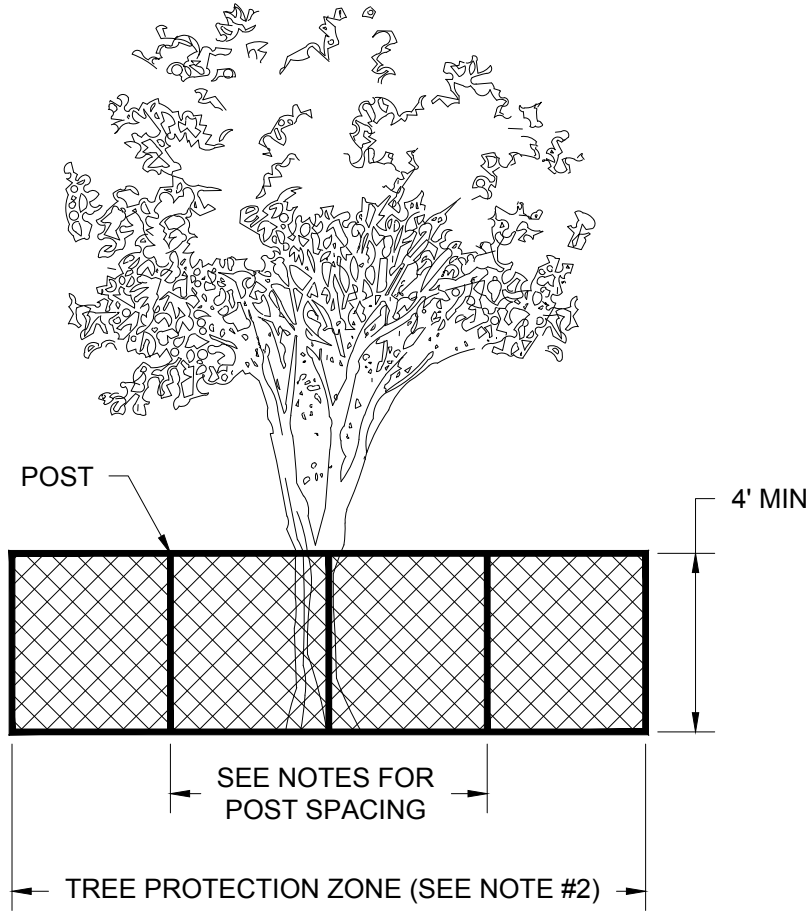 POST
4' MIN
SEE NOTES FOR
POST SPACING
TREE PROTECTION ZONE (SEE NOTE #2)